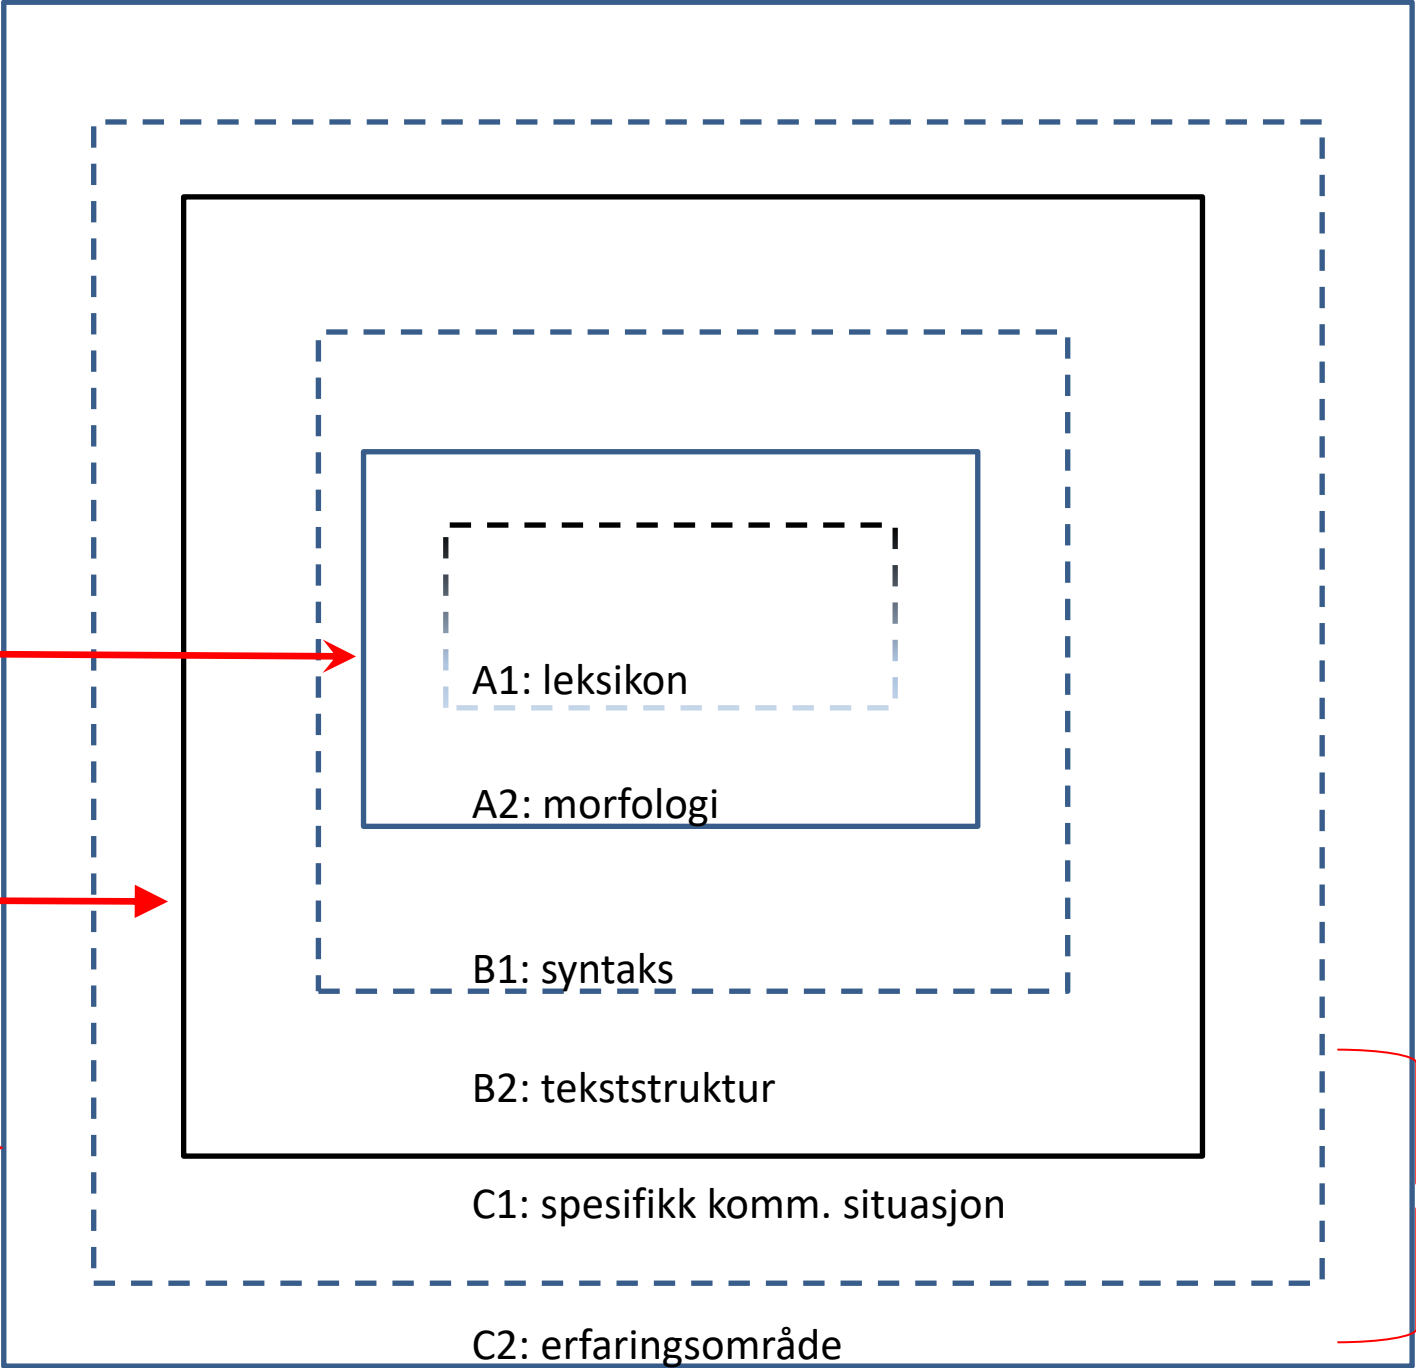 A1: leksikon
A2: morfologi
B1: syntaks
B2: tekststruktur
C1: spesifikk komm. situasjon
C2: erfaringsområde